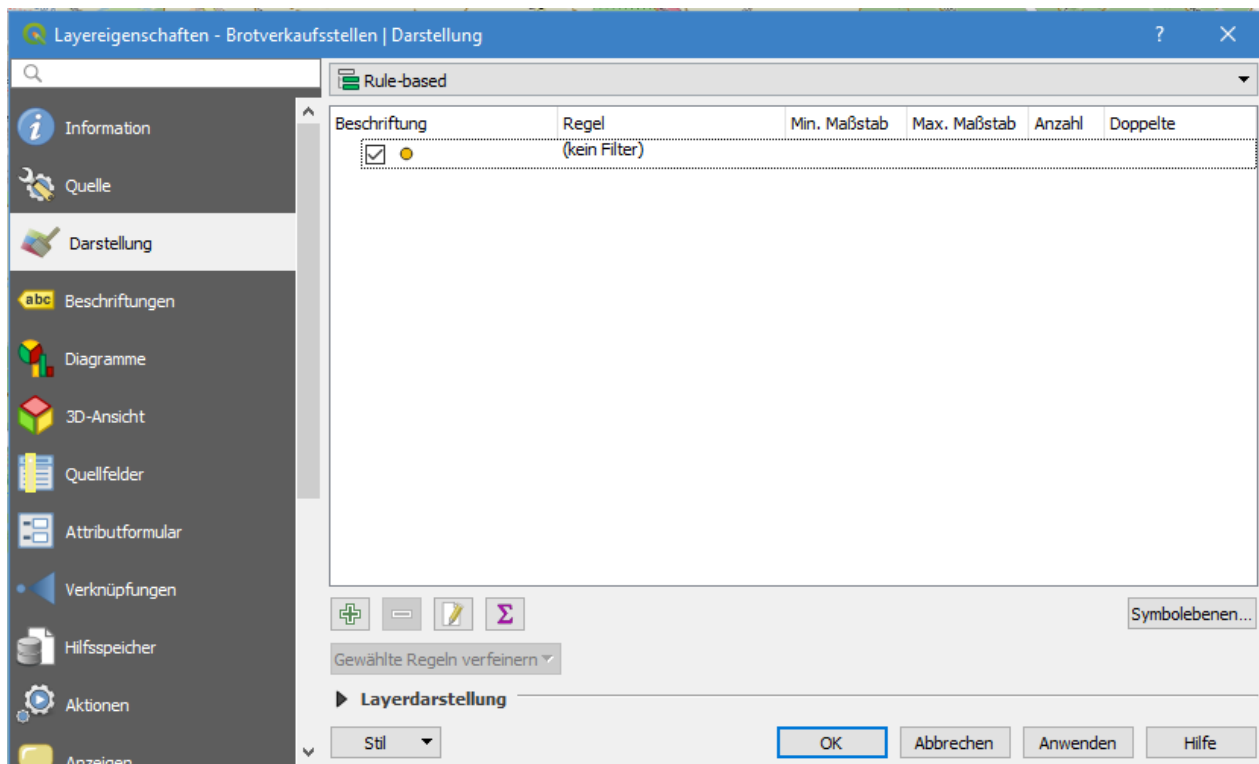 Layereigenschaften - Brotverkaufsstellen | Darstellung ?
Rule-based
Information
Quelle
Darstellung
abc Beschriftungen
Diagramme
3D-Ansicht
Quellfelder
Attributformular
Verknüpfungen
Hilfsspeicher
Aktionen
Anzeigen
Beschriftung Regel Min. Maßstab Max. Maßstab Anzahl Doppelte
(kein Filter)
Σ Symbolebenen...
Gewählte Regeln verfeinern
Layerdarstellung
Stil OK Abbrechen Anwenden Hilfe